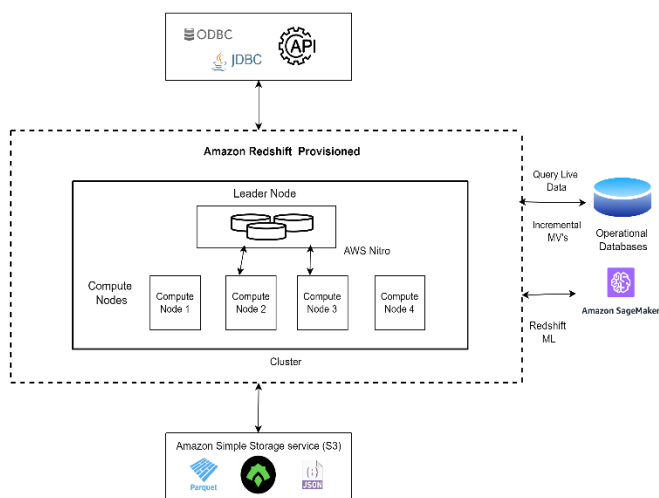 ODBC
JDBC
API
Amazon Redshift Provisioned
Leader Node
AWS Nitro
Compute
Nodes
Compute
Node 1
Compute
Node 2
Compute
Node 3
Compute
Node 4
Cluster
Query Live
Data
Incremental
MV's
Operational
Databases
Amazon SageMaker
Redshift
ML
Amazon Simple Storage service (S3)
Parquet
{;}
JSON